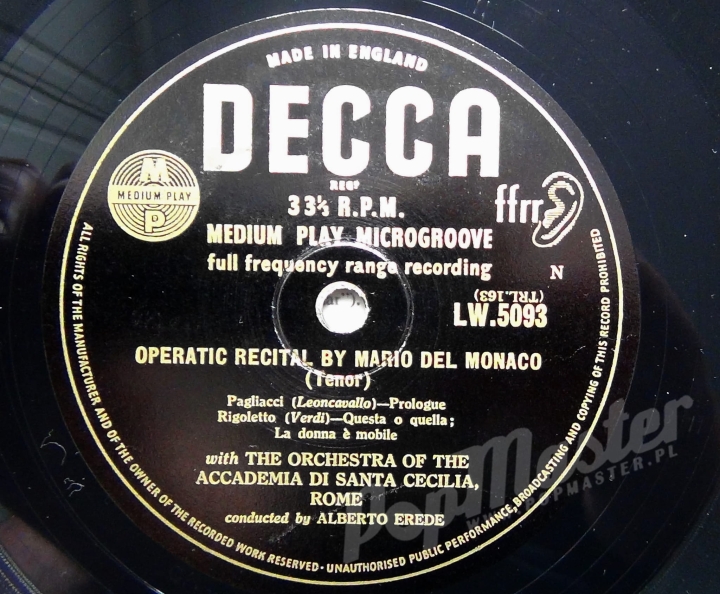 MADE IN ENGLAND
DECCA
REGD
33⅓ R.P.M.
M
MEDIUM PLAY
P
ffrr
MEDIUM PLAY MICROGROOVE
full frequency range recording
N
(TRL.163)
LW.5093
OPERATIC RECITAL BY MARIO DEL MONACO
(Tenor)
Pagliacci (Leoncavallo)—Prologue
Rigoletto (Verdi)—Questa o quella;
La donna è mobile
with THE ORCHESTRA OF THE
ACCADEMIA DI SANTA CECILIA,
ROME
conducted by ALBERTO EREDE
ALL RIGHTS OF THE MANUFACTURER AND OF THE OWNER OF THE RECORDED WORK RESERVED · UNAUTHORISED PUBLIC PERFORMANCE, BROADCASTING AND COPYING OF THIS RECORD PROHIBITED
PopMaster
WWW.POPMASTER.PL